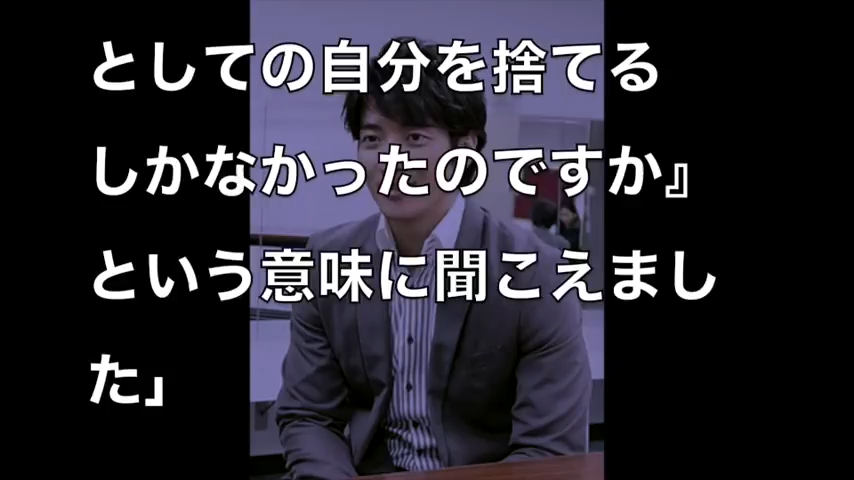 としての自分を捨てる
しかなかったのですか』
という意味に聞こえまし
た」